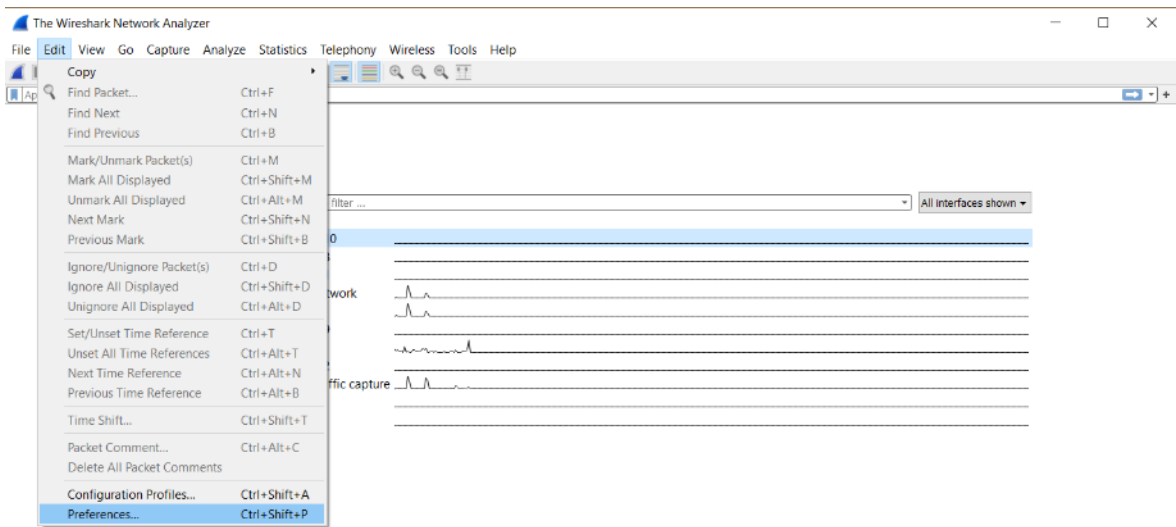 The Wireshark Network Analyzer
File Edit View Go Capture Analyze Statistics Telephony Wireless Tools Help
Copy
Ap
Find Packet... Ctrl+F
Find Next Ctrl+N
Find Previous Ctrl+B
Mark/Unmark Packet(s) Ctrl+M
Mark All Displayed Ctrl+Shift+M
Unmark All Displayed Ctrl+Alt+M
filter ... All interfaces shown
Next Mark Ctrl+Shift+N
Previous Mark Ctrl+Shift+B
0
Ignore/Unignore Packet(s) Ctrl+D
Ignore All Displayed Ctrl+Shift+D
twork
Unignore All Displayed Ctrl+Alt+D
Set/Unset Time Reference Ctrl+T
Unset All Time References Ctrl+Alt+T
Next Time Reference Ctrl+Alt+N
ffic capture
Previous Time Reference Ctrl+Alt+B
Time Shift... Ctrl+Shift+T
Packet Comment... Ctrl+Alt+C
Delete All Packet Comments
Configuration Profiles... Ctrl+Shift+A
Preferences... Ctrl+Shift+P